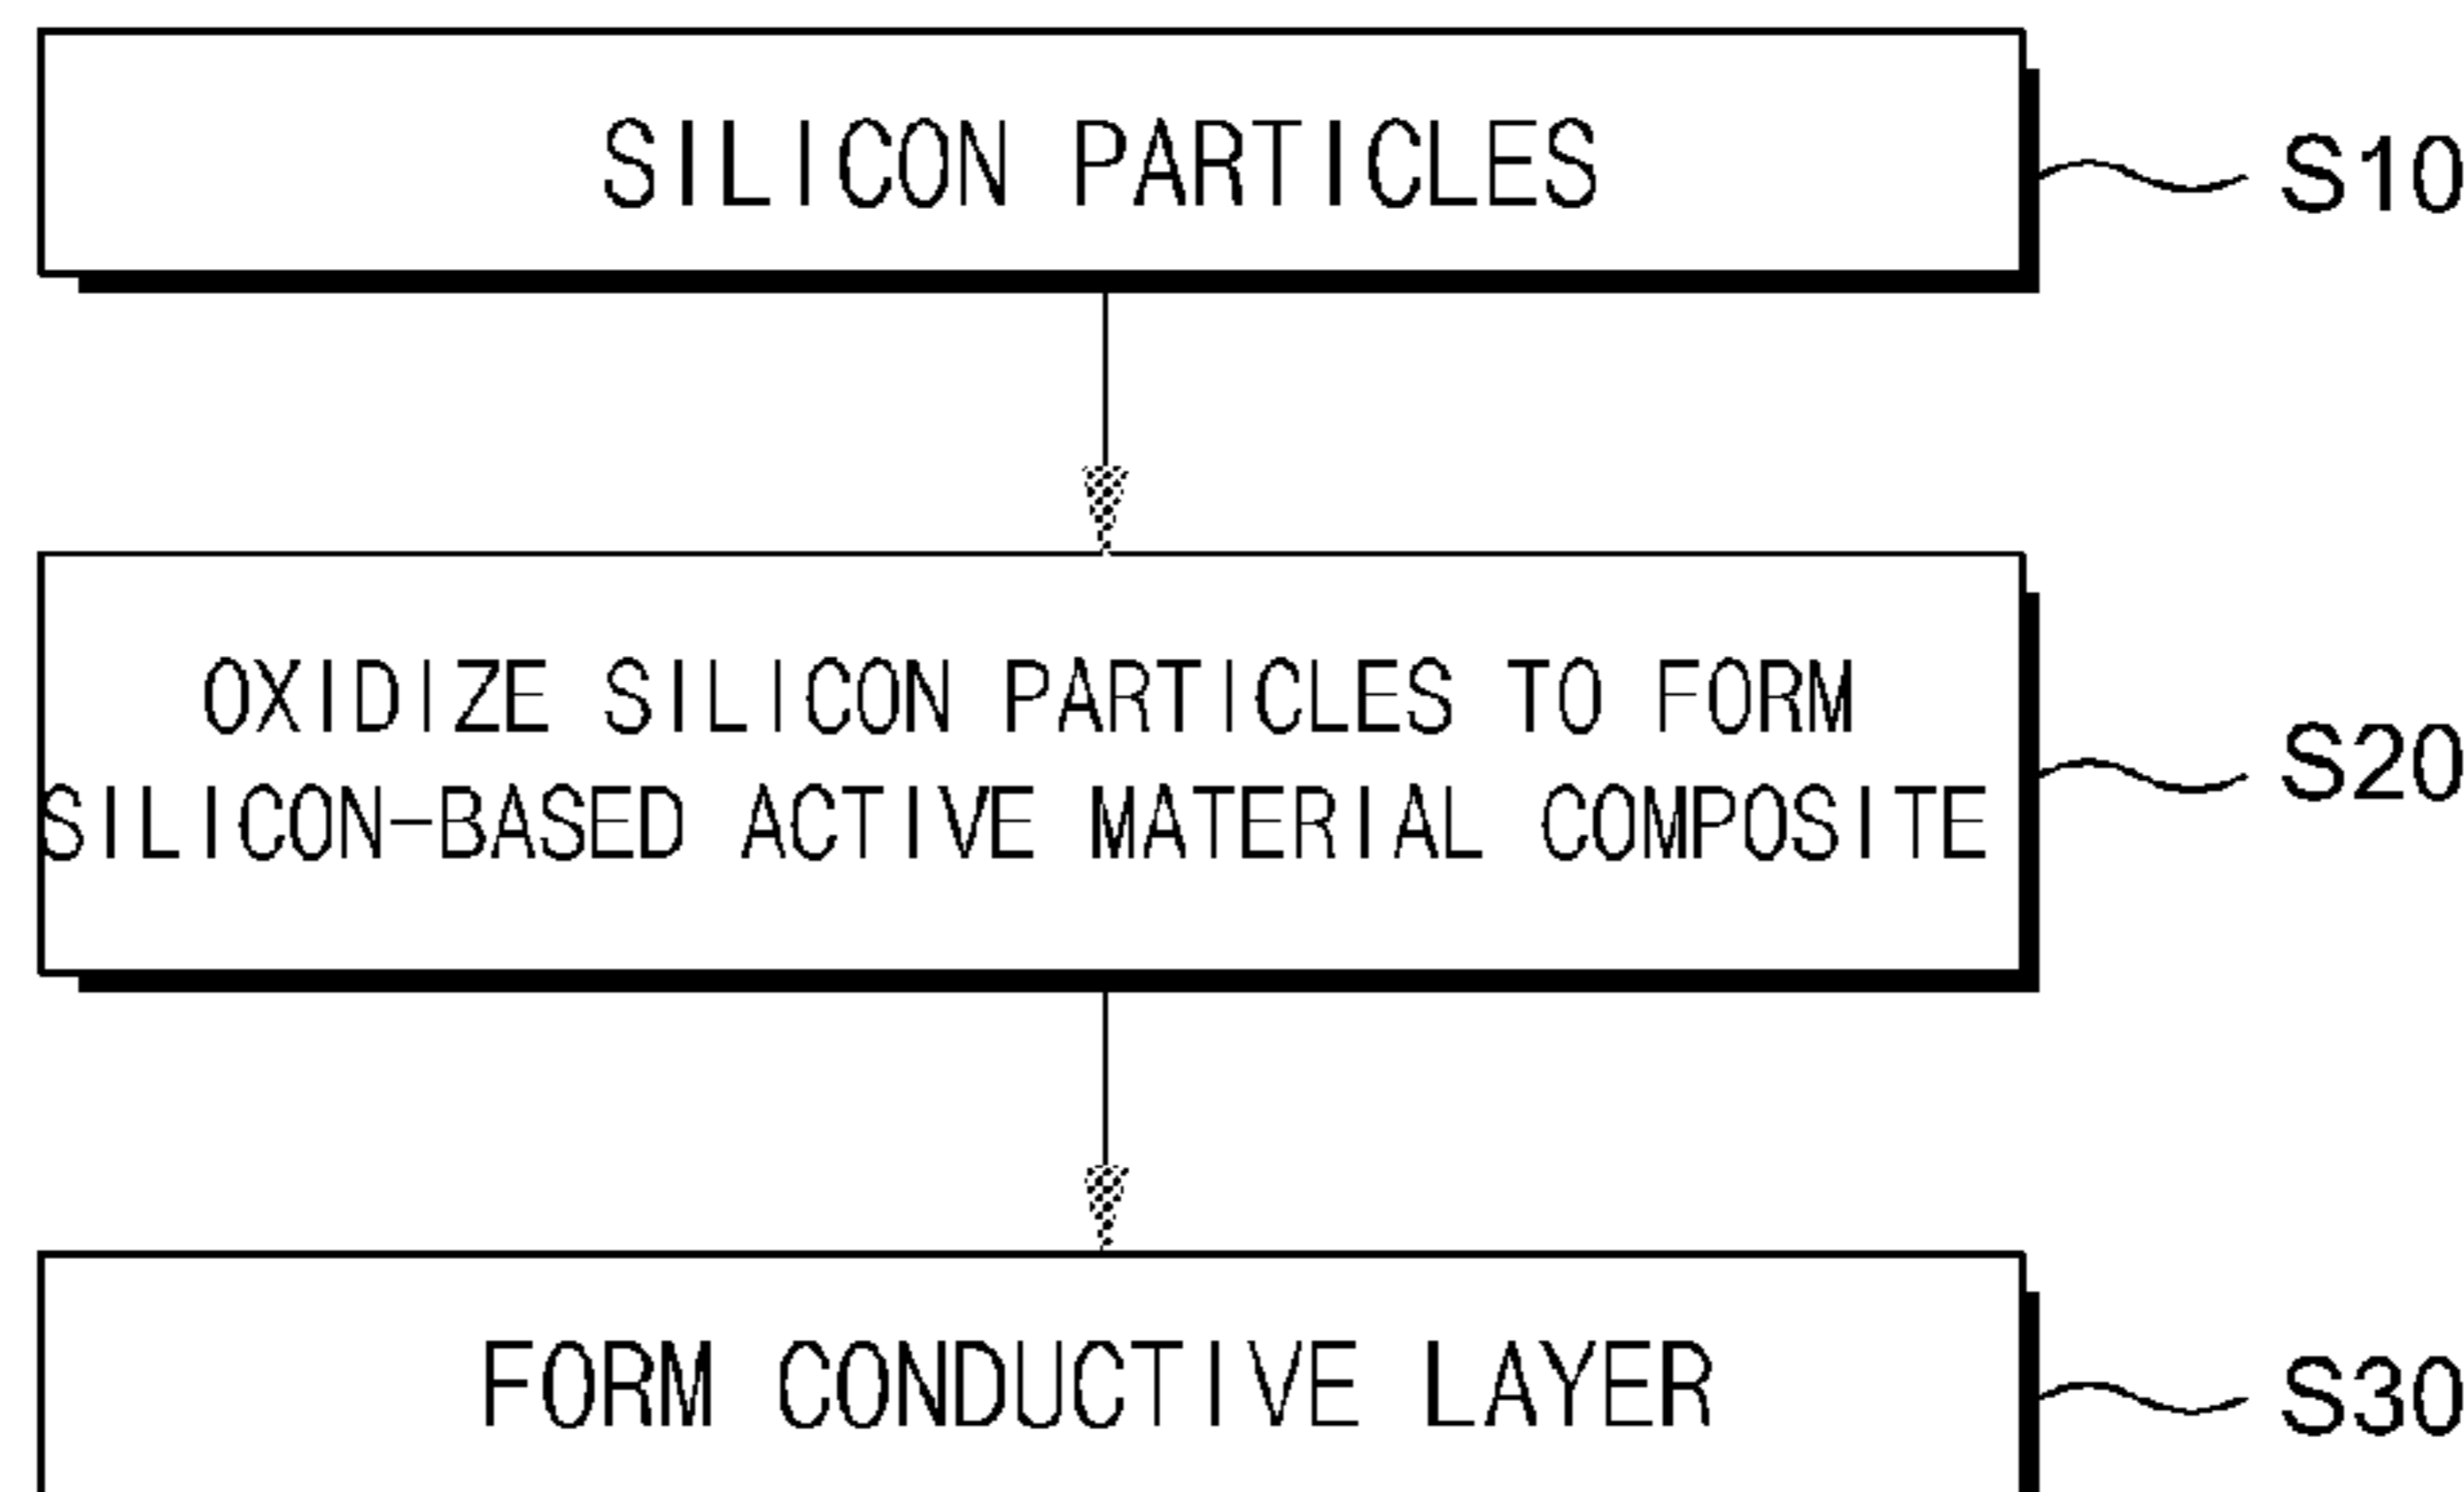 SILICON PARTICLES
S10
OXIDIZE SILICON PARTICLES TO FORM
SILICON-BASED ACTIVE MATERIAL COMPOSITE
S20
FORM CONDUCTIVE LAYER
S30